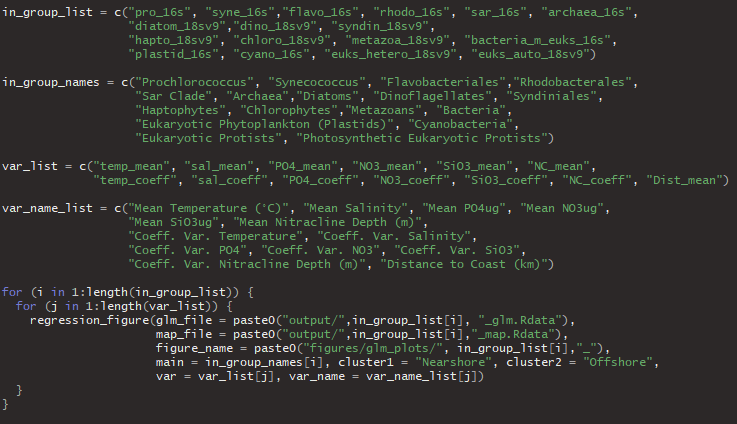 in_group_list = c("pro_16s", "syne_16s","flavo_16s", "rhodo_16s", "sar_16s", "archaea_16s",
"diatom_18sv9","dino_18sv9", "syndin_18sv9",
"hapto_18sv9", "chloro_18sv9", "metazoa_18sv9", "bacteria_m_euks_16s",
"plastid_16s", "cyano_16s", "euks_hetero_18sv9", "euks_auto_18sv9")
in_group_names = c("Prochlorococcus", "Synecococcus", "Flavobacteriales","Rhodobacterales",
"Sar Clade", "Archaea","Diatoms", "Dinoflagellates", "Syndiniales",
"Haptophytes", "Chlorophytes","Metazoans", "Bacteria",
"Eukaryotic Phytoplankton (Plastids)", "Cyanobacteria",
"Eukaryotic Protists", "Photosynthetic Eukaryotic Protists")
var_list = c("temp_mean", "sal_mean", "PO4_mean", "NO3_mean", "SiO3_mean", "NC_mean",
"temp_coeff", "sal_coeff", "PO4_coeff", "NO3_coeff", "SiO3_coeff", "NC_coeff", "Dist_mean")
var_name_list = c("Mean Temperature (°C)", "Mean Salinity", "Mean PO4ug", "Mean NO3ug",
"Mean SiO3ug", "Mean Nitracline Depth (m)",
"Coeff. Var. Temperature", "Coeff. Var. Salinity",
"Coeff. Var. PO4", "Coeff. Var. NO3", "Coeff. Var. SiO3",
"Coeff. Var. Nitracline Depth (m)", "Distance to Coast (km)")
for (i in 1:length(in_group_list)) {
for (j in 1:length(var_list)) {
regression_figure(glm_file = paste0("output/",in_group_list[i], "_glm.Rdata"),
map_file = paste0("output/",in_group_list[i], "_map.Rdata"),
figure_name = paste0("figures/glm_plots/", in_group_list[i],"_"),
main = in_group_names[i], cluster1 = "Nearshore", cluster2 = "Offshore",
var = var_list[j], var_name = var_name_list[j])
}
}